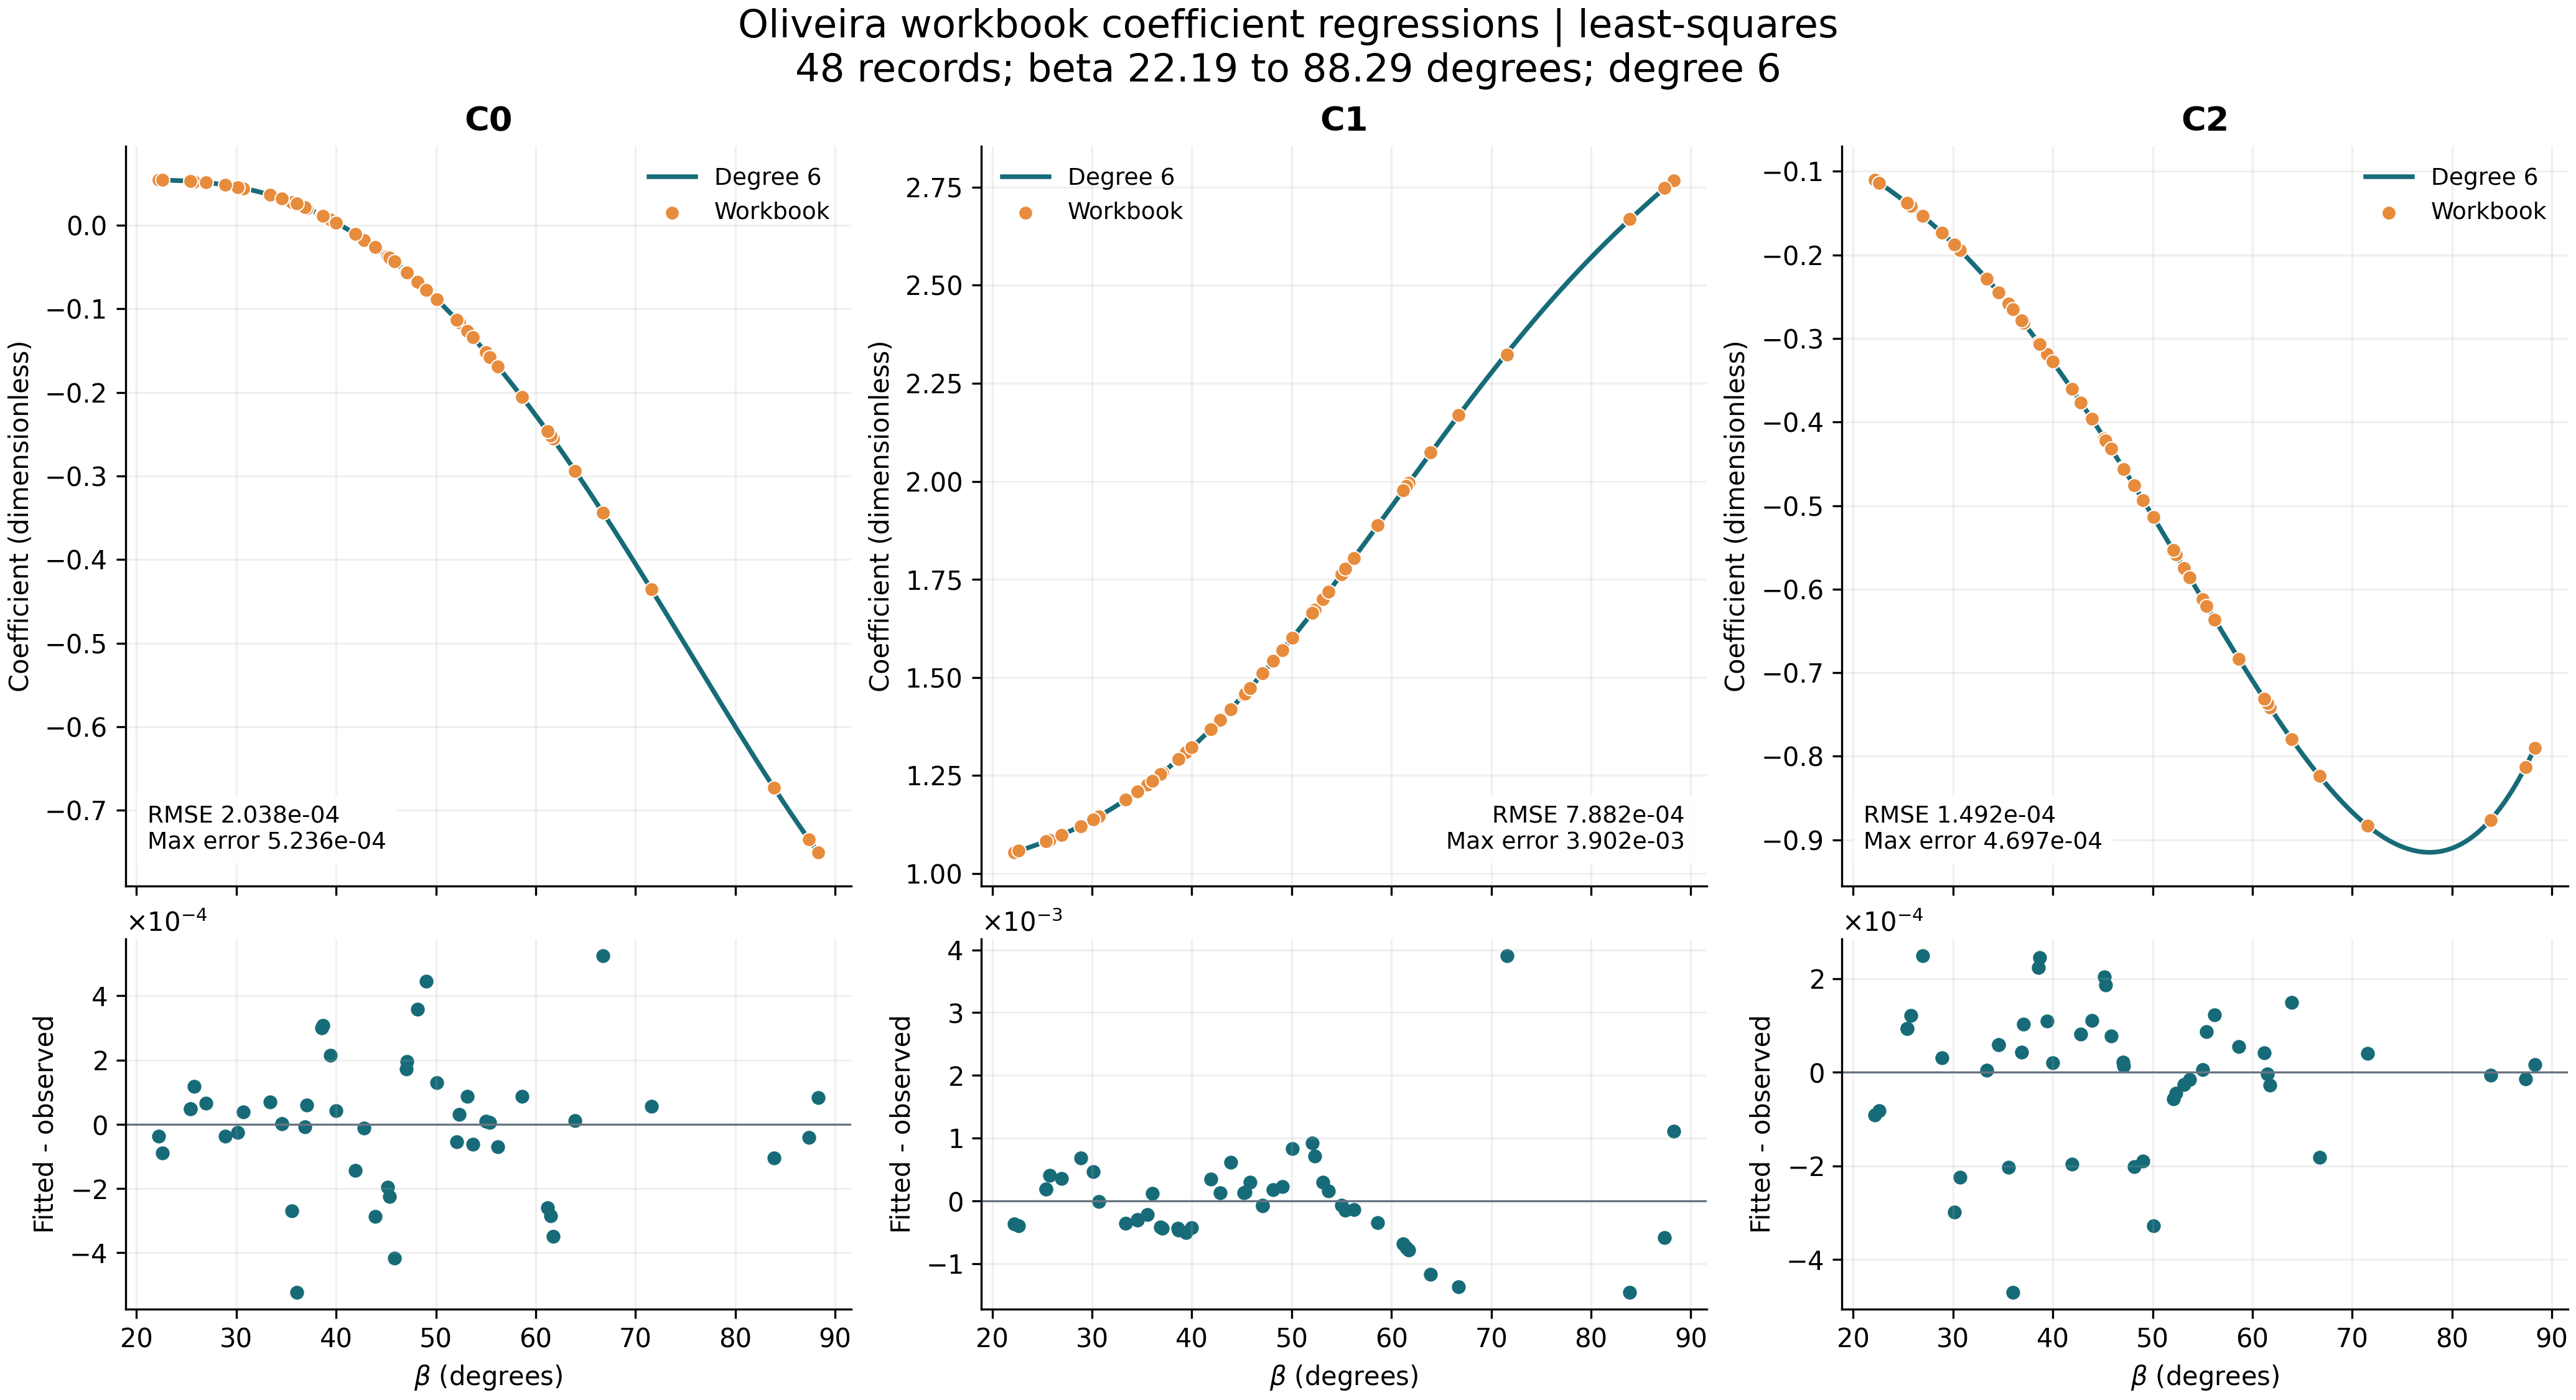 Oliveira workbook coefficient regressions | least-squares
48 records; beta 22.19 to 88.29 degrees; degree 6
C0
Coefficient (dimensionless)
0.0
−0.1
−0.2
−0.3
−0.4
−0.5
−0.6
−0.7
Degree 6
Workbook
RMSE 2.038e-04
Max error 5.236e-04
C1
Coefficient (dimensionless)
2.75
2.50
2.25
2.00
1.75
1.50
1.25
1.00
Degree 6
Workbook
RMSE 7.882e-04
Max error 3.902e-03
C2
Coefficient (dimensionless)
−0.1
−0.2
−0.3
−0.4
−0.5
−0.6
−0.7
−0.8
−0.9
Degree 6
Workbook
RMSE 1.492e-04
Max error 4.697e-04
×10⁻⁴
Fitted - observed
4
2
0
−2
−4
20 30 40 50 60 70 80 90
β (degrees)
×10⁻³
Fitted - observed
4
3
2
1
0
−1
20 30 40 50 60 70 80 90
β (degrees)
×10⁻⁴
Fitted - observed
2
0
−2
−4
20 30 40 50 60 70 80 90
β (degrees)